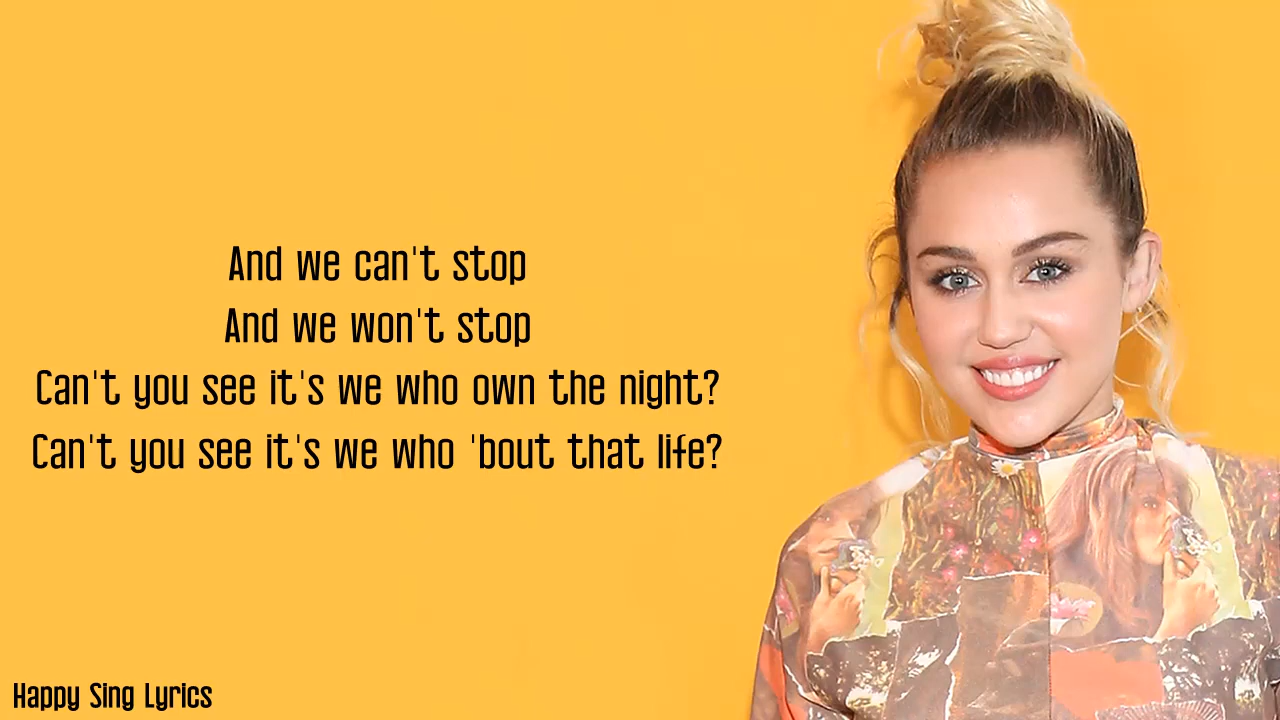 And we can't stop
And we won't stop
Can't you see it's we who own the night?
Can't you see it's we who 'bout that life?
Happy Sing Lyrics